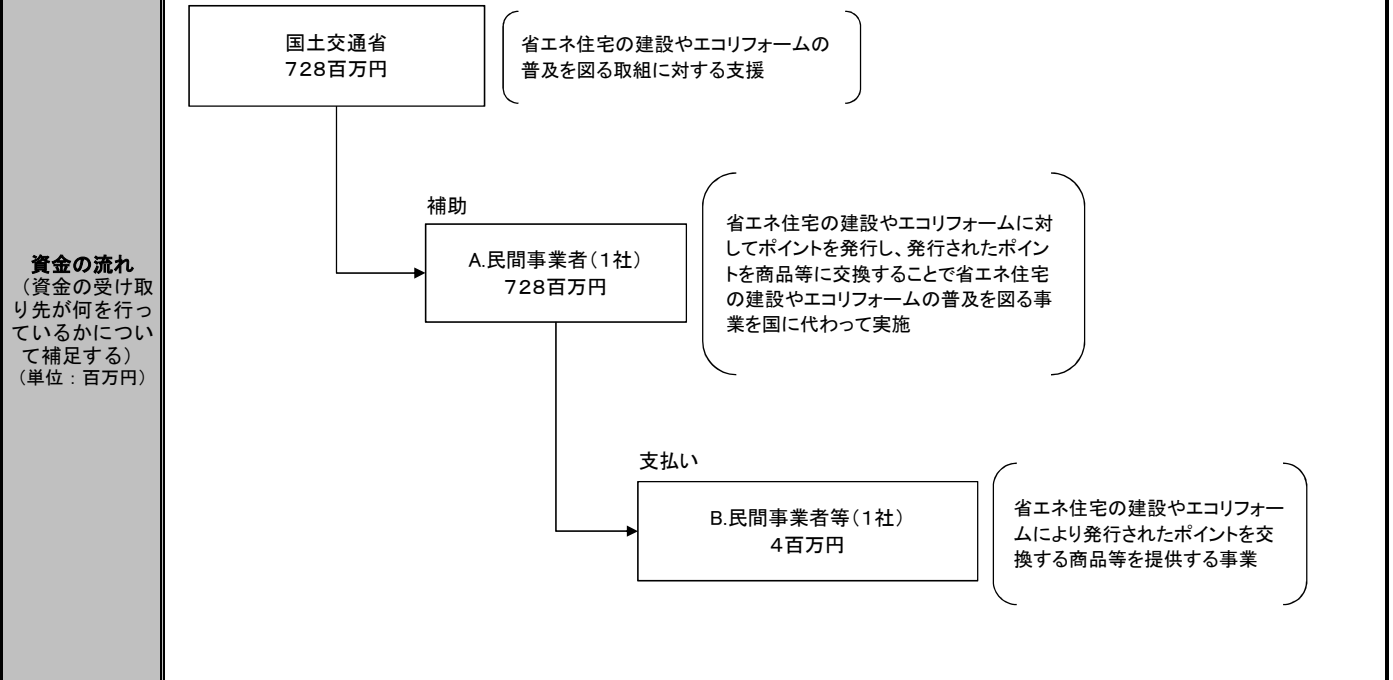 資金の流れ
（資金の受け取
り先が何を行っ
ているかについ
て補足する）
（単位：百万円）
国土交通省
７２８百万円
省エネ住宅の建設やエコリフォームの
普及を図る取組に対する支援
補助
A.民間事業者（１社）
７２８百万円
省エネ住宅の建設やエコリフォームに対
してポイントを発行し、発行されたポイン
トを商品等に交換することで省エネ住宅
の建設やエコリフォームの普及を図る事
業を国に代わって実施
支払い
B.民間事業者等（１社）
４百万円
省エネ住宅の建設やエコリフォー
ムにより発行されたポイントを交
換する商品等を提供する事業